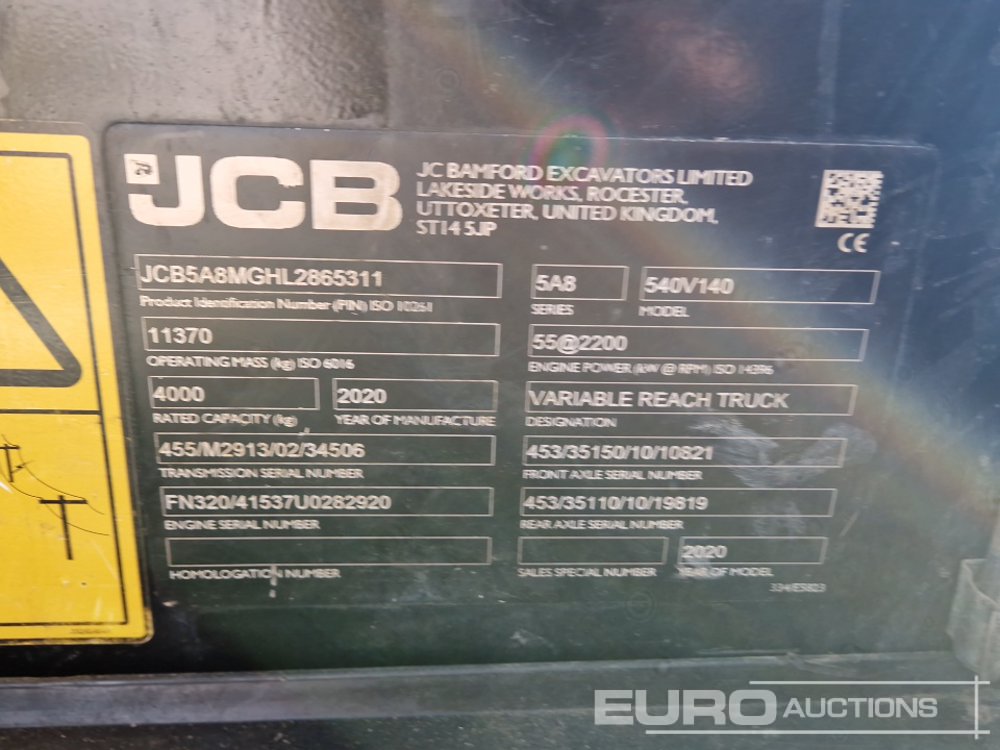 JCB
JC BAMFORD EXCAVATORS LIMITED
LAKESIDE WORKS, ROCESTER,
UTTOXETER, UNITED KINGDOM,
ST14 5JP
CE
JCB5A8MGHL2865311
Product Identification Number (PIN) ISO 10261
5A8
SERIES
540V140
MODEL
11370
OPERATING MASS (kg) ISO 6016
55@2200
ENGINE POWER (kW @ RPM) ISO 14396
4000
RATED CAPACITY (kg)
2020
YEAR OF MANUFACTURE
VARIABLE REACH TRUCK
DESIGNATION
455/M2913/02/34506
TRANSMISSION SERIAL NUMBER
453/35150/10/10821
FRONT AXLE SERIAL NUMBER
FN320/41537U0282920
ENGINE SERIAL NUMBER
453/35110/10/19819
REAR AXLE SERIAL NUMBER
HOMOLOGATION NUMBER
SALES SPECIAL NUMBER
2020
YEAR OF MODEL
334/E5823
EURO AUCTIONS